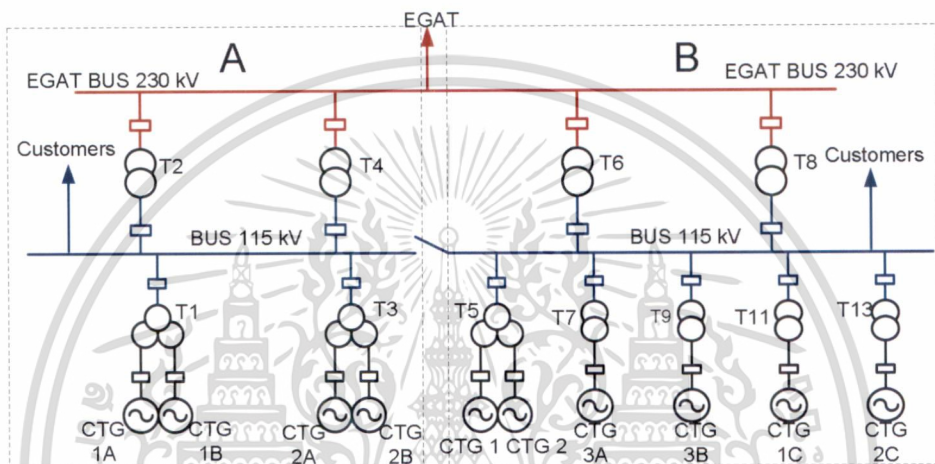 EGAT
A
B
EGAT BUS 230 kV
EGAT BUS 230 kV
Customers
T2
T4
T6
T8
Customers
BUS 115 kV
BUS 115 kV
T1
T3
T5
T7
T9
T11
T13
CTG
1A
CTG
1B
CTG
2A
CTG
2B
CTG 1
CTG 2
CTG
3A
CTG
3B
CTG
1C
CTG
2C